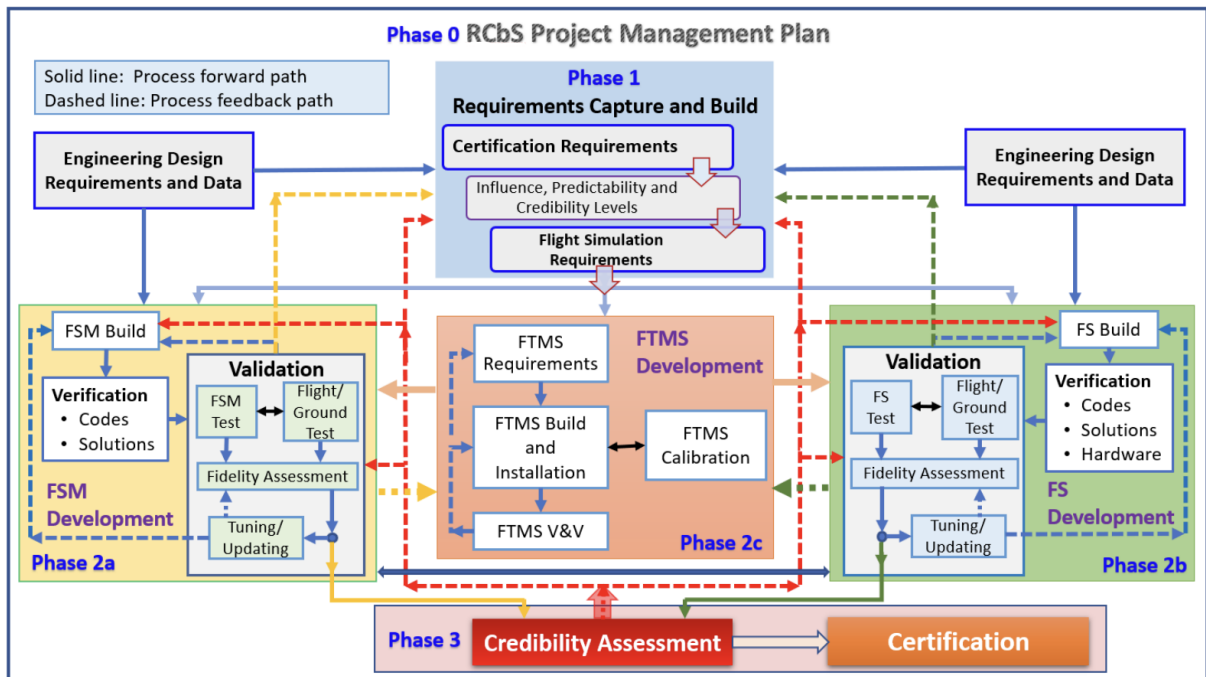 Phase 0 RCbS Project Management Plan
Solid line: Process forward path
Dashed line: Process feedback path
Phase 1
Requirements Capture and Build
Certification Requirements
Influence, Predictability and
Credibility Levels
Flight Simulation
Requirements
Engineering Design
Requirements and Data
Engineering Design
Requirements and Data
FSM Build
Verification
• Codes
• Solutions
Validation
FSM
Test
Flight/
Ground
Test
Fidelity Assessment
Tuning/
Updating
FSM
Development
Phase 2a
FTMS
Requirements
FTMS
Development
FTMS Build
and
Installation
FTMS
Calibration
FTMS V&V
Phase 2c
FS Build
Validation
FS
Test
Flight/
Ground
Test
Fidelity Assessment
Tuning/
Updating
Verification
• Codes
• Solutions
• Hardware
FS
Development
Phase 2b
Phase 3
Credibility Assessment
Certification